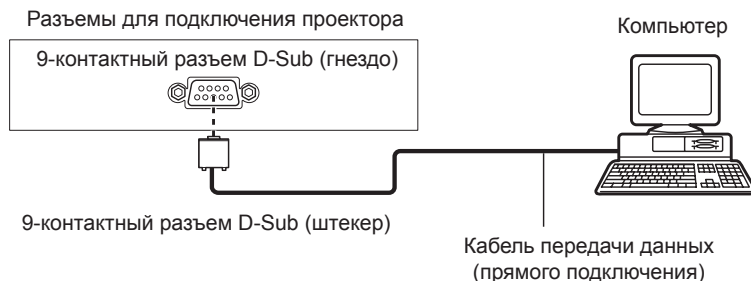 Разъемы для подключения проектора
Компьютер
9-контактный разъем D-Sub (гнездо)
9-контактный разъем D-Sub (штекер)
Кабель передачи данных
(прямого подключения)